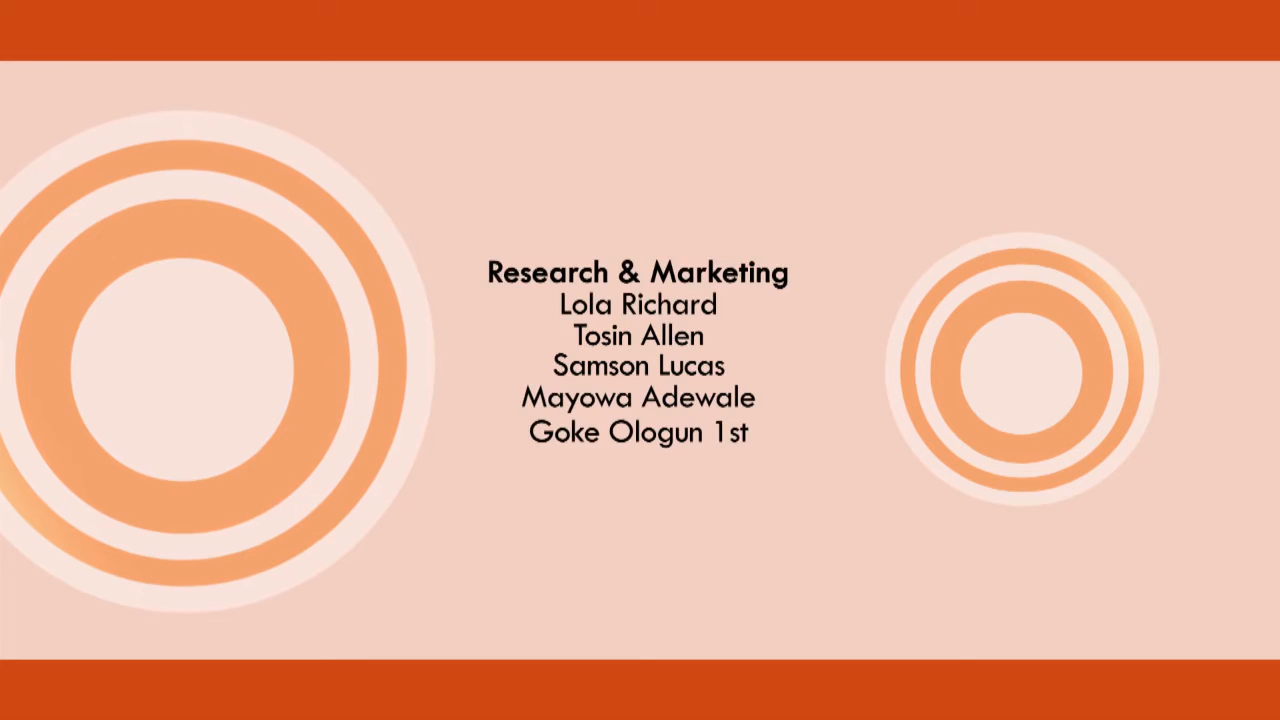 Research & Marketing
Lola Richard
Tosin Allen
Samson Lucas
Mayowa Adewale
Goke Ologun 1st